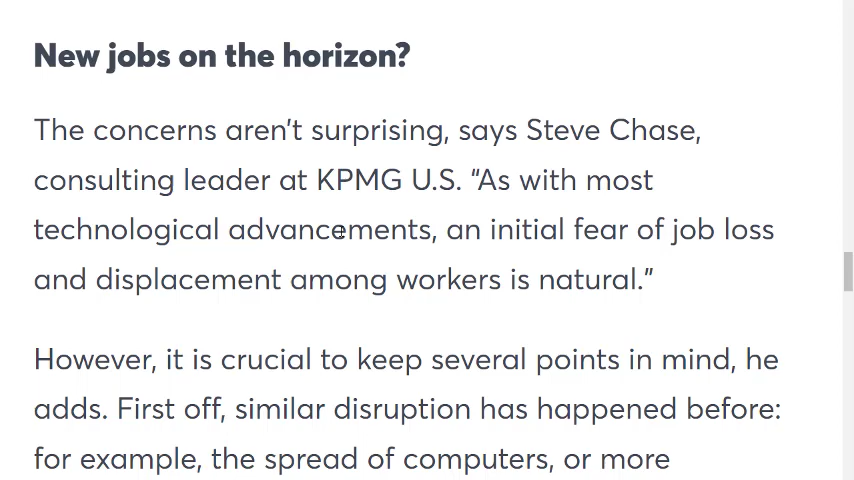 New jobs on the horizon?
The concerns aren’t surprising, says Steve Chase,
consulting leader at KPMG U.S. “As with most
technological advancements, an initial fear of job loss
and displacement among workers is natural.”
However, it is crucial to keep several points in mind, he
adds. First off, similar disruption has happened before:
for example, the spread of computers, or more